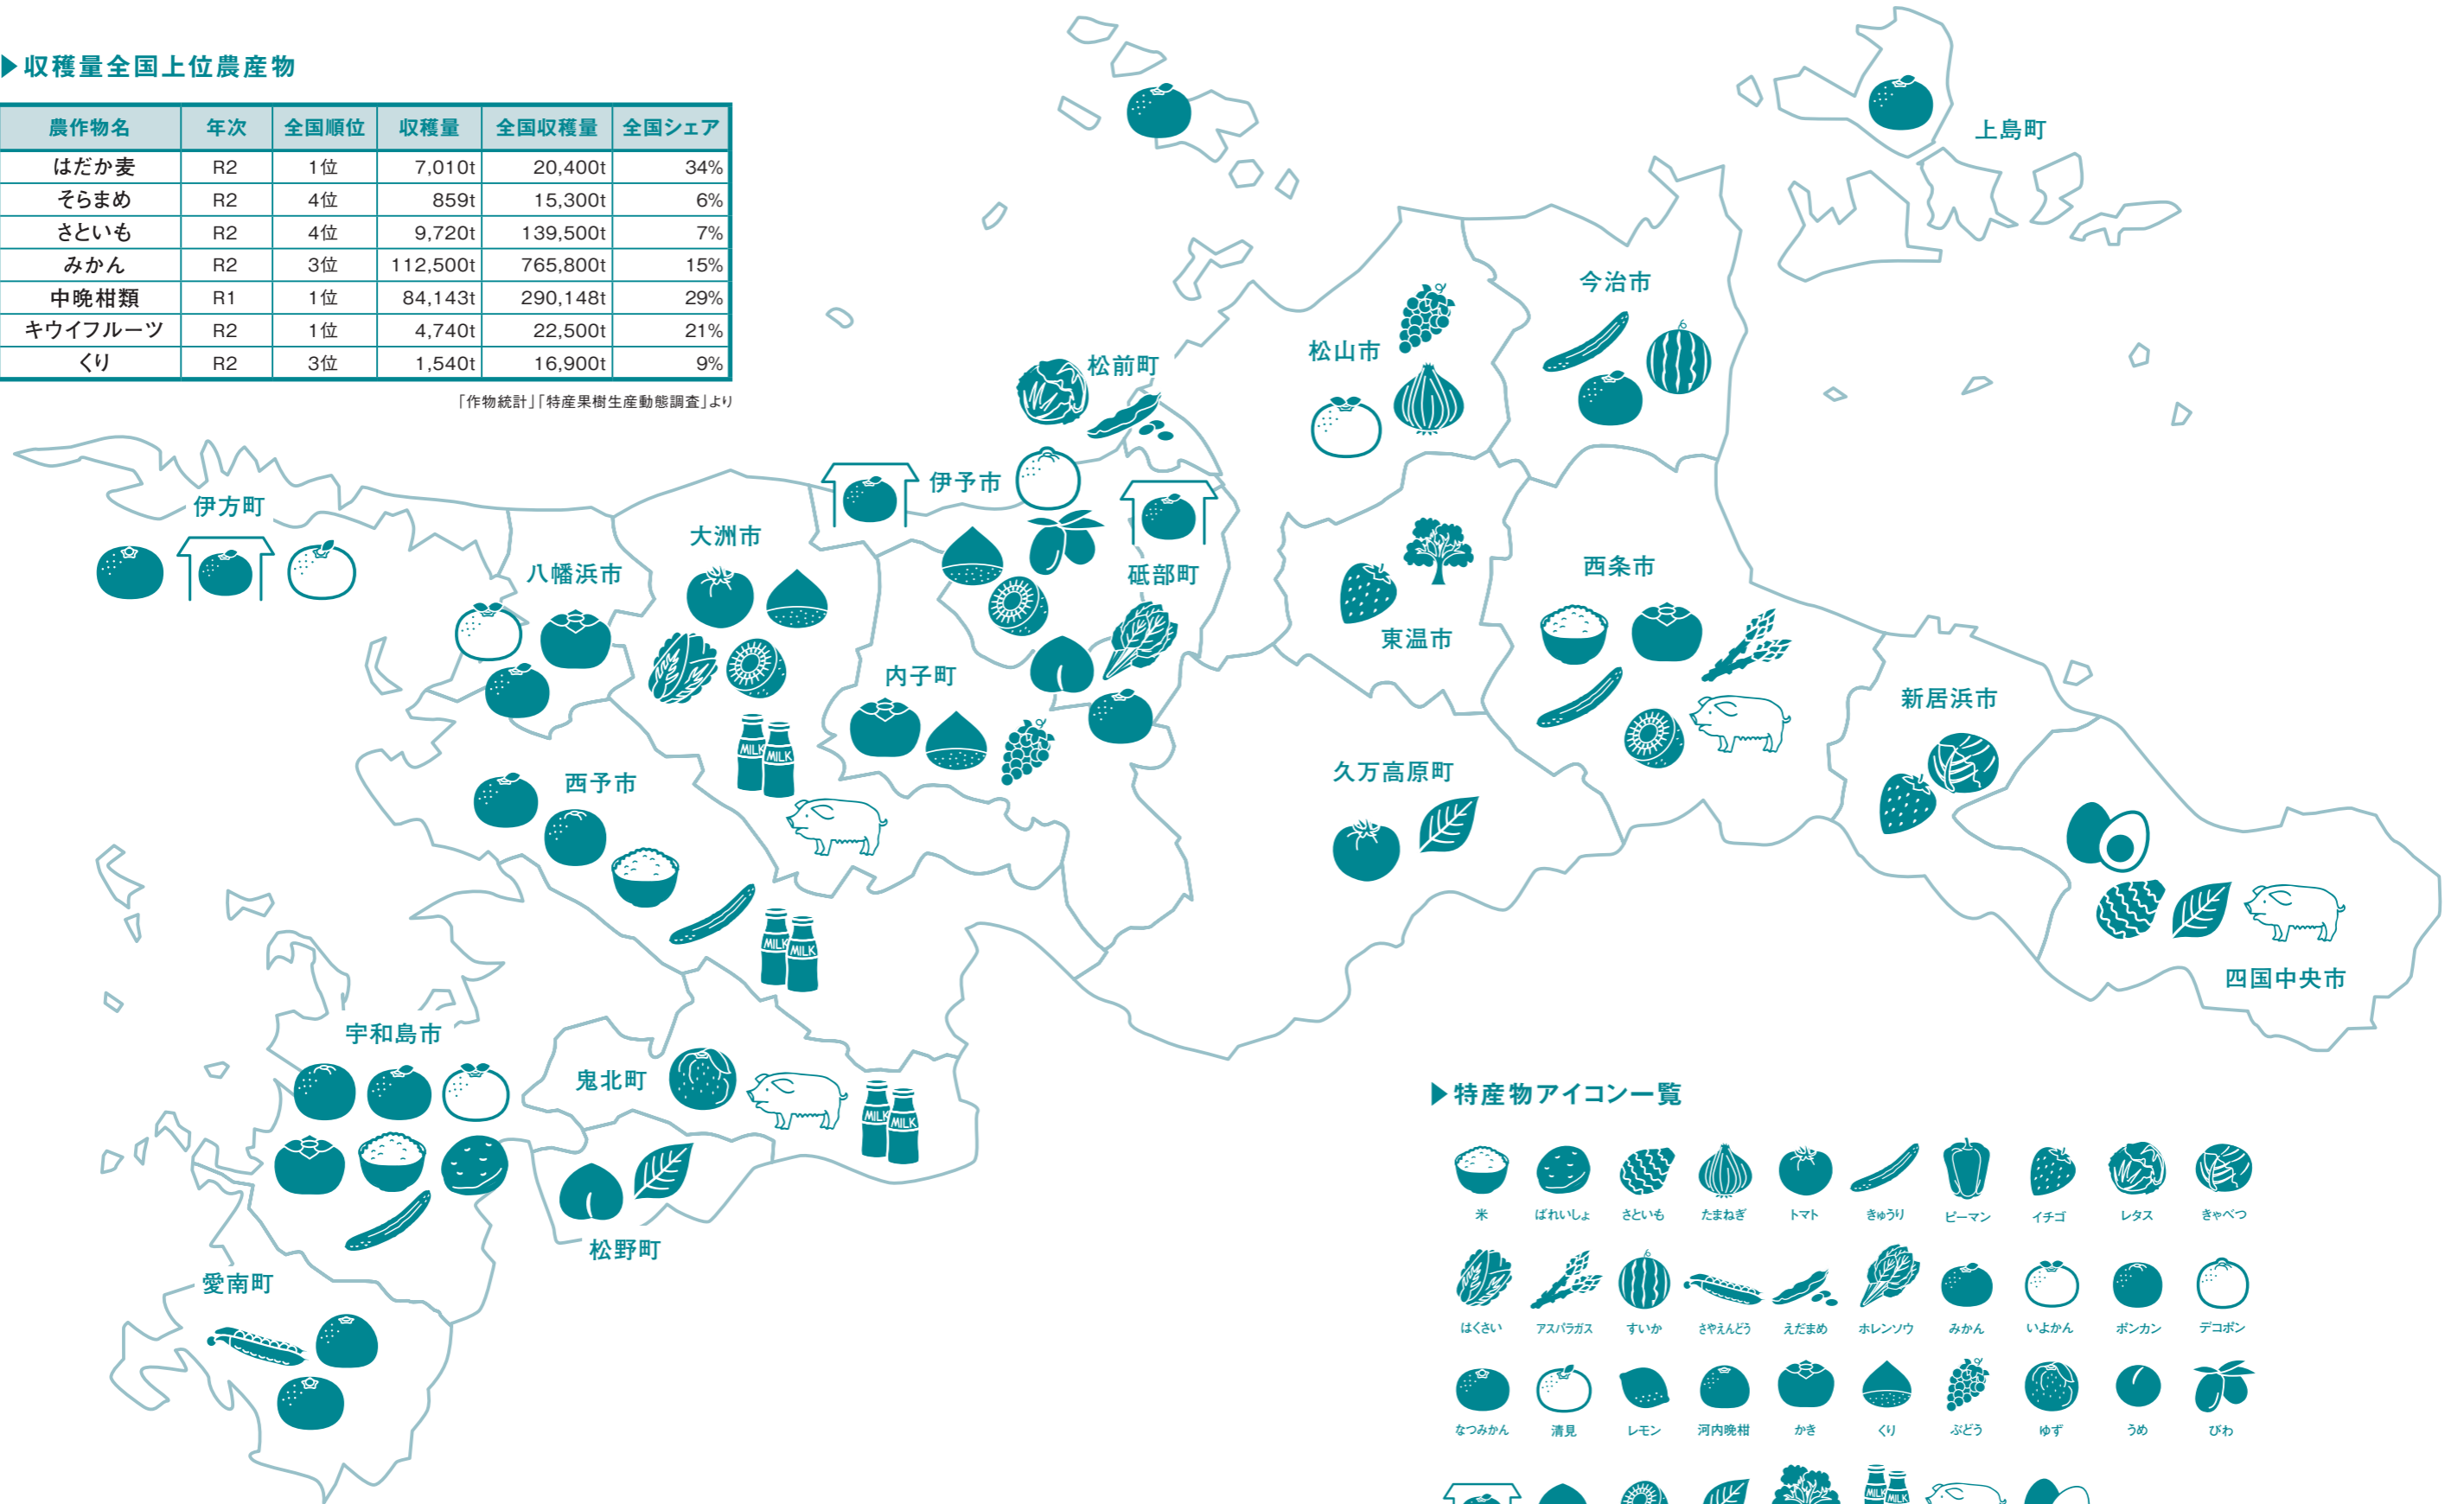 ▶収穫量全国上位農産物
農作物名 年次 全国順位 収穫量 全国収穫量 全国シェア
はだか麦 R2 1位 7,010t 20,400t 34%
そらまめ R2 4位 859t 15,300t 6%
さといも R2 4位 9,720t 139,500t 7%
みかん R2 3位 112,500t 765,800t 15%
中晩柑類 R1 1位 84,143t 290,148t 29%
キウイフルーツ R2 1位 4,740t 22,500t 21%
くり R2 3位 1,540t 16,900t 9%
「作物統計」「特産果樹生産動態調査」より
上島町
今治市
松山市
松前町
伊予市
伊方町
大洲市
八幡浜市
砥部町
西条市
東温市
内子町
新居浜市
MILK MILK
西予市
久万高原町
MILK MILK
四国中央市
宇和島市
鬼北町
MILK MILK
松野町
愛南町
▶特産物アイコン一覧
米 ばれいしょ さといも たまねぎ トマト きゅうり ピーマン イチゴ レタス きゃべつ
はくさい アスパラガス すいか さやえんどう えだまめ ホレンソウ みかん いよかん ポンカン デコポン
なつみかん 清見 レモン 河内晩柑 かき くり ぶどう ゆず うめ びわ
MILK MILK